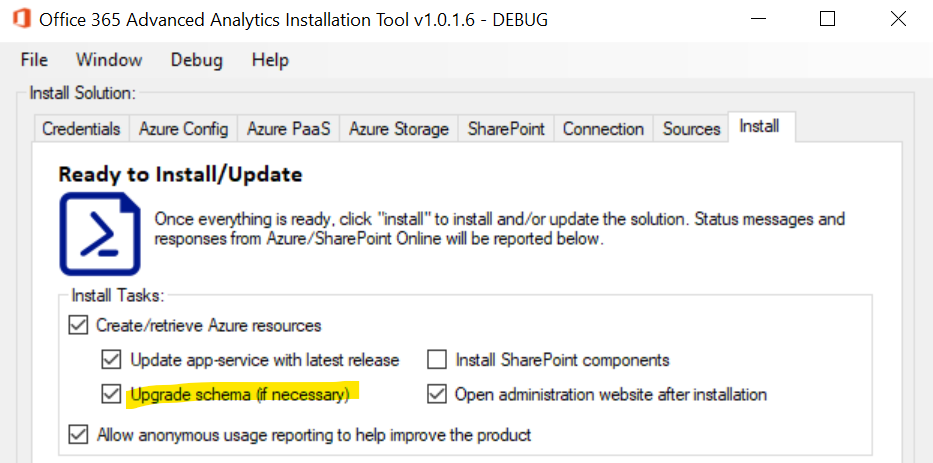 Office 365 Advanced Analytics Installation Tool v1.0.1.6 - DEBUG
File Window Debug Help
Install Solution:
Credentials Azure Config Azure PaaS Azure Storage SharePoint Connection Sources Install
Ready to Install/Update
Once everything is ready, click "install" to install and/or update the solution. Status messages and
responses from Azure/SharePoint Online will be reported below.
Install Tasks:
Create/retrieve Azure resources
Update app-service with latest release Install SharePoint components
Upgrade schema (if necessary) Open administration website after installation
Allow anonymous usage reporting to help improve the product